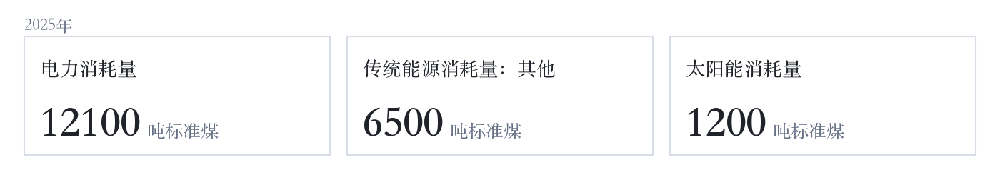 2025年
电力消耗量
12100 吨标准煤
传统能源消耗量：其他
6500 吨标准煤
太阳能消耗量
1200 吨标准煤